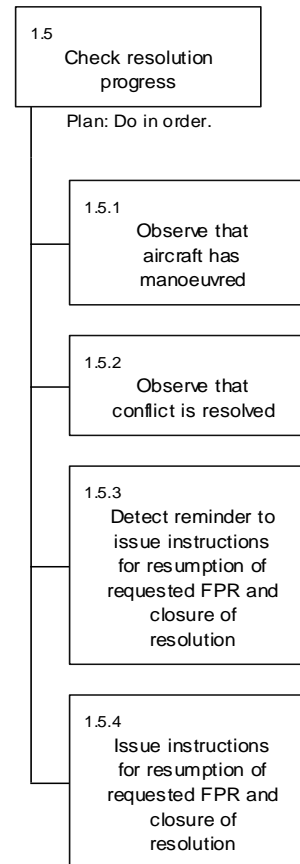 1.5
Check resolution
progress
Plan: Do in order.
1.5.1
Observe that
aircraft has
manoeuvred
1.5.2
Observe that
conflict is resolved
1.5.3
Detect reminder to
issue instructions
for resumption of
requested FPR and
closure of
resolution
1.5.4
Issue instructions
for resumption of
requested FPR and
closure of
resolution